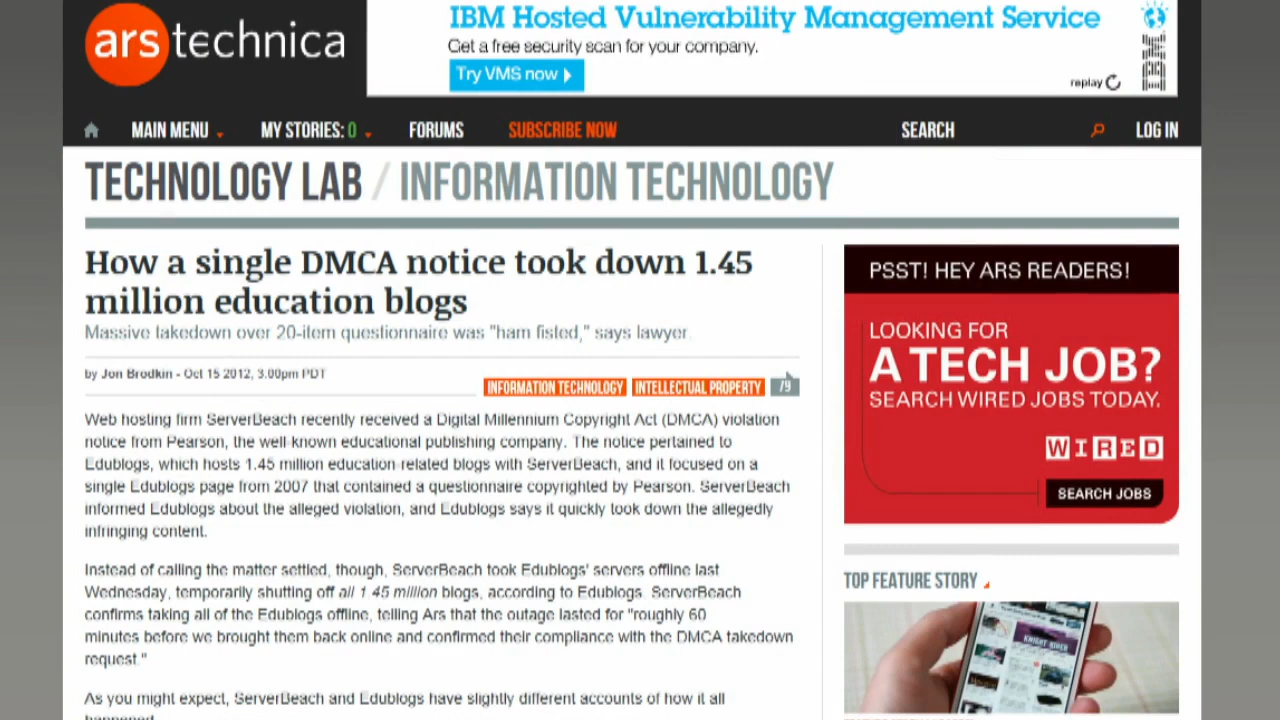 ars technica
IBM Hosted Vulnerability Management Service
Get a free security scan for your company.
Try VMS now
replay
IBM
MAIN MENU
MY STORIES: 0
FORUMS
SUBSCRIBE NOW
SEARCH
LOG IN
TECHNOLOGY LAB / INFORMATION TECHNOLOGY
How a single DMCA notice took down 1.45
million education blogs
Massive takedown over 20-item questionnaire was "ham fisted," says lawyer.
by Jon Brodkin - Oct 15 2012, 3:00pm PDT
INFORMATION TECHNOLOGY
INTELLECTUAL PROPERTY
79
Web hosting firm ServerBeach recently received a Digital Millennium Copyright Act (DMCA) violation
notice from Pearson, the well-known educational publishing company. The notice pertained to
Edublogs, which hosts 1.45 million education-related blogs with ServerBeach, and it focused on a
single Edublogs page from 2007 that contained a questionnaire copyrighted by Pearson. ServerBeach
informed Edublogs about the alleged violation, and Edublogs says it quickly took down the allegedly
infringing content.
Instead of calling the matter settled, though, ServerBeach took Edublogs' servers offline last
Wednesday, temporarily shutting off all 1.45 million blogs, according to Edublogs. ServerBeach
confirms taking all of the Edublogs offline, telling Ars that the outage lasted for "roughly 60
minutes before we brought them back online and confirmed their compliance with the DMCA takedown
request."
As you might expect, ServerBeach and Edublogs have slightly different accounts of how it all
happened.
PSST! HEY ARS READERS!
LOOKING FOR
A TECH JOB?
SEARCH WIRED JOBS TODAY.
WIRED
SEARCH JOBS
TOP FEATURE STORY
KNIGHT RIDER